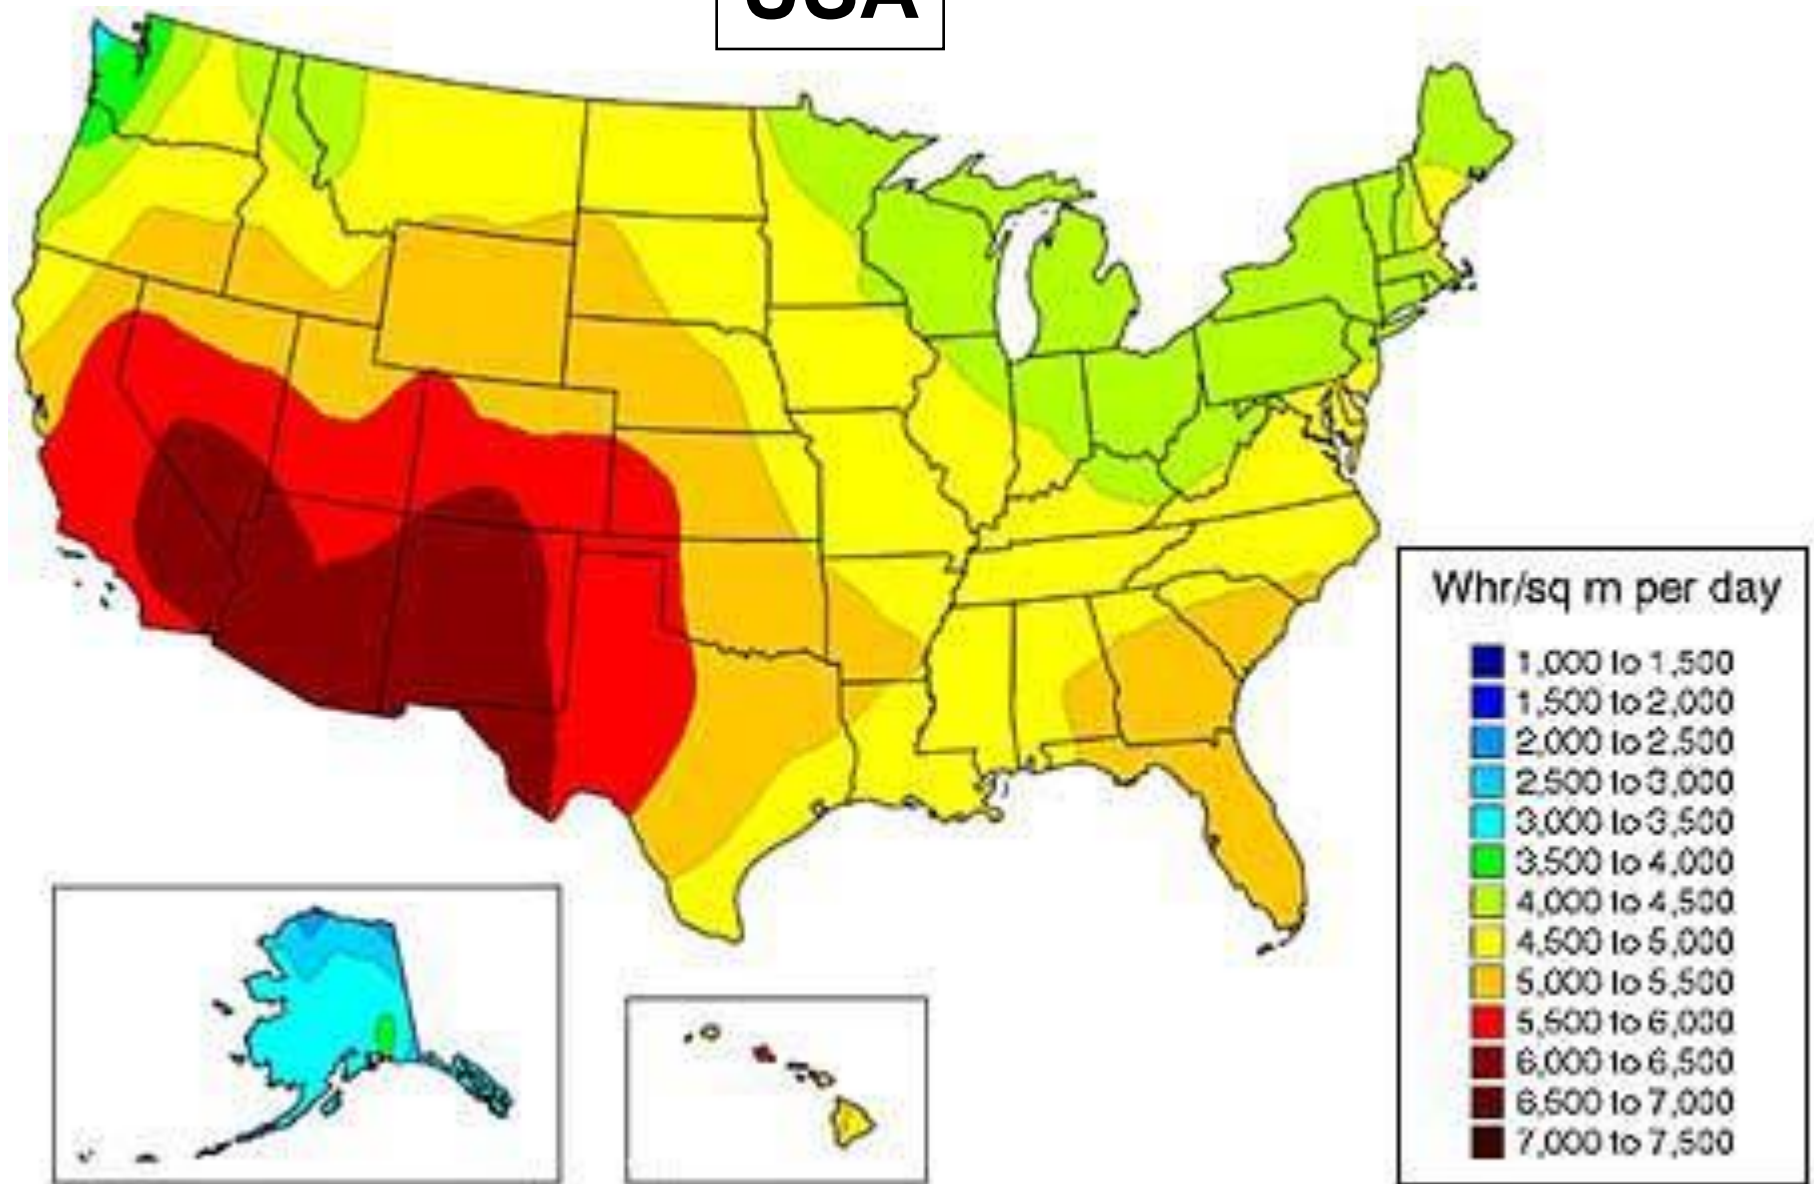 USA
Whr/sq m per day
1,000 to 1,500
1,500 to 2,000
2,000 to 2,500
2,500 to 3,000
3,000 to 3,500
3,500 to 4,000
4,000 to 4,500
4,500 to 5,000
5,000 to 5,500
5,500 to 6,000
6,000 to 6,500
6,500 to 7,000
7,000 to 7,500